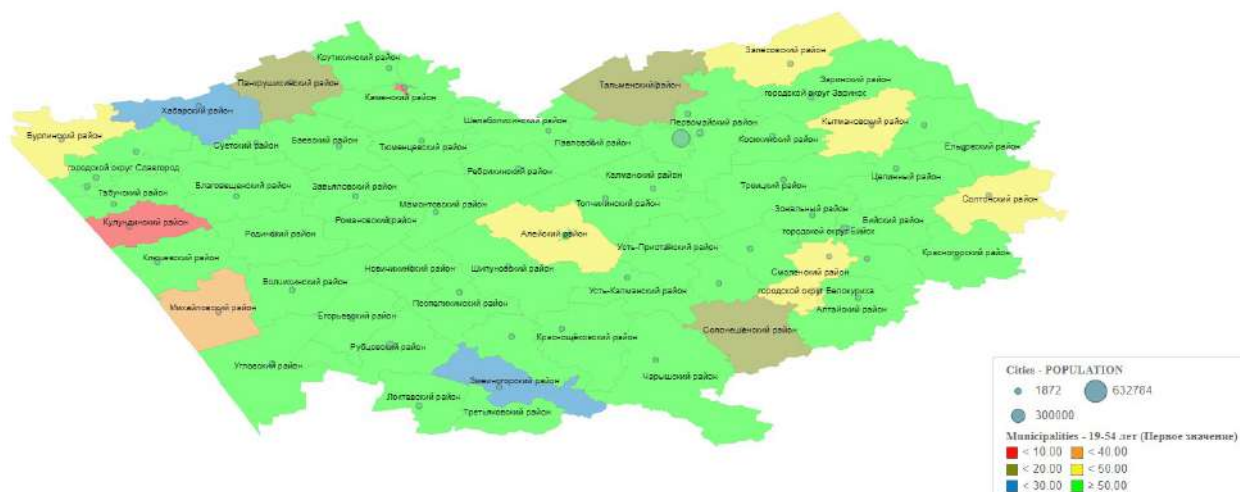 Залесовский район
Крутихинский район
Панкрушихинский район
Тальменский район
Заринский район
городской округ Заринск
Каменский район
Хабарский район
Бурлинский район
Шелаболихинский район
Первомайский район
Кытмановский район
Суетский район
Баевский район
Тюменцевский район
Павловский район
Косихинский район
Ельцовский район
городской округ Славгород
Ребрихинский район
Калманский район
Целинный район
Табунский район
Благовещенский район
Завьяловский район
Троицкий район
Мамонтовский район
Топчихинский район
Солтонский район
Кулундинский район
Романовский район
Зональный район
Бийский район
Родинский район
Алейский район
городской округ Бийск
Усть-Пристанский район
Красногорский район
Ключевский район
Новичихинский район
Шипуновский район
Смоленский район
Волчихинский район
Усть-Калманский район
городской округ Белокуриха
Михайловский район
Поспелихинский район
Алтайский район
Егорьевский район
Солонешенский район
Краснощёковский район
Рубцовский район
Угловский район
Чарышский район
Змеиногорский район
Локтевский район
Третьяковский район
Cities - POPULATION
1872 632784
300000
Municipalities - 19-54 лет (Первое значение)
< 10.00 < 40.00
< 20.00 < 50.00
< 30.00 ≥ 50.00